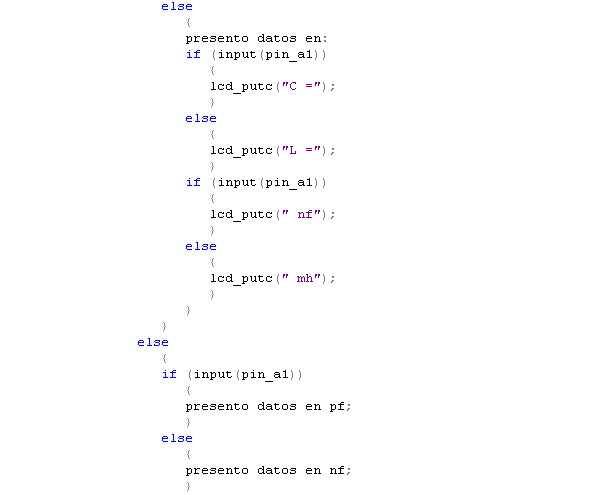 else
{
presento datos en:
if (input(pin_a1))
{
lcd_putc("C =");
}
else
{
lcd_putc("L =");
}
if (input(pin_a1))
{
lcd_putc(" nf");
}
else
{
lcd_putc(" mh");
}
}
}
else
{
if (input(pin_a1))
{
presento datos en pf;
}
else
{
presento datos en nf;
}